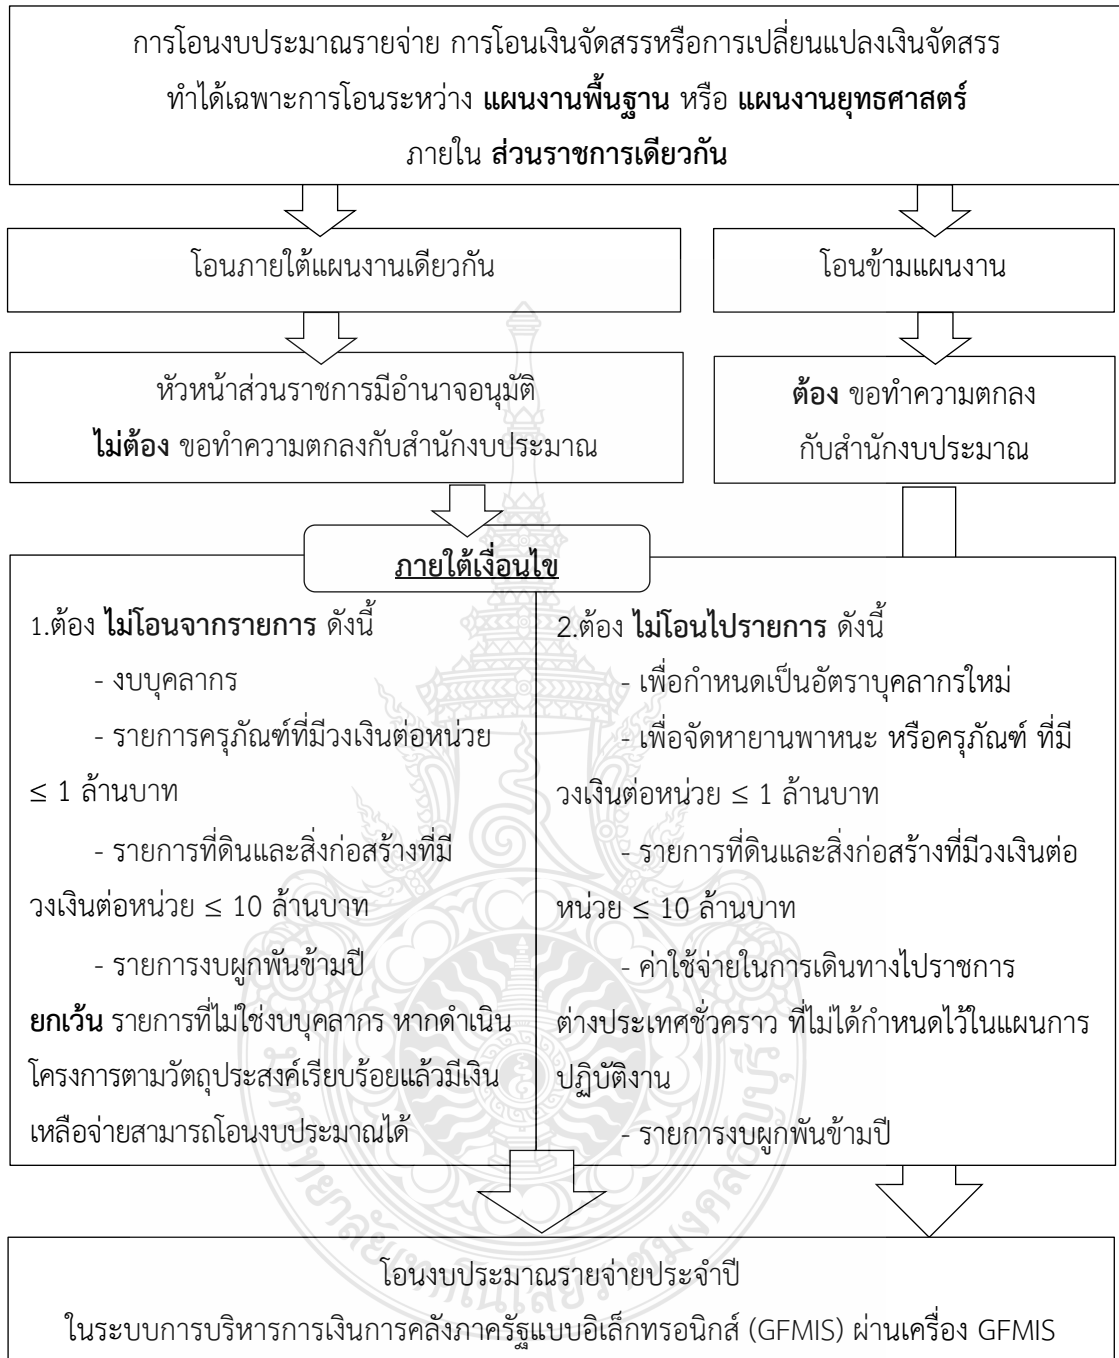 การโอนงบประมาณรายจ่าย การโอนเงินจัดสรรหรือการเปลี่ยนแปลงเงินจัดสรร
ทำได้เฉพาะการโอนระหว่าง แผนงานพื้นฐาน หรือ แผนงานยุทธศาสตร์
ภายใน ส่วนราชการเดียวกัน
โอนภายใต้แผนงานเดียวกัน
โอนข้ามแผนงาน
หัวหน้าส่วนราชการมีอำนาจอนุมัติ
ไม่ต้อง ขอทำความตกลงกับสำนักงบประมาณ
ต้อง ขอทำความตกลง
กับสำนักงบประมาณ
ภายใต้เงื่อนไข
1.ต้อง ไม่โอนจากรายการ ดังนี้
- งบบุคลากร
- รายการครุภัณฑ์ที่มีวงเงินต่อหน่วย
≤ 1 ล้านบาท
- รายการที่ดินและสิ่งก่อสร้างที่มี
วงเงินต่อหน่วย ≤ 10 ล้านบาท
- รายการงบผูกพันข้ามปี
ยกเว้น รายการที่ไม่ใช่งบบุคลากร หากดำเนิน
โครงการตามวัตถุประสงค์เรียบร้อยแล้วมีเงิน
เหลือจ่ายสามารถโอนงบประมาณได้
2.ต้อง ไม่โอนไปรายการ ดังนี้
- เพื่อกำหนดเป็นอัตราบุคลากรใหม่
- เพื่อจัดหายานพาหนะ หรือครุภัณฑ์ ที่มี
วงเงินต่อหน่วย ≤ 1 ล้านบาท
- รายการที่ดินและสิ่งก่อสร้างที่มีวงเงินต่อ
หน่วย ≤ 10 ล้านบาท
- ค่าใช้จ่ายในการเดินทางไปราชการ
ต่างประเทศชั่วคราว ที่ไม่ได้กำหนดไว้ในแผนการ
ปฏิบัติงาน
- รายการงบผูกพันข้ามปี
โอนงบประมาณรายจ่ายประจำปี
ในระบบการบริหารการเงินการคลังภาครัฐแบบอิเล็กทรอนิกส์ (GFMIS) ผ่านเครื่อง GFMIS
มหาวิทยาลัยเทคโนโลยีราชมงคลธัญบุรี